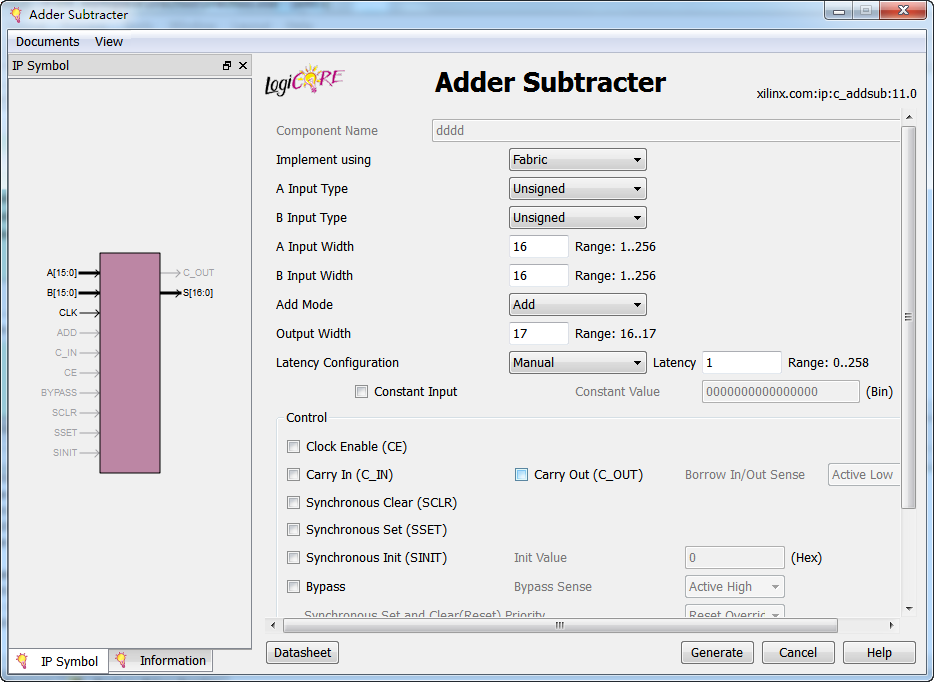 Adder Subtracter
Documents View
IP Symbol
LogiCORE
Adder Subtracter
xilinx.com:ip:c_addsub:11.0
Component Name dddd
Implement using Fabric
A Input Type Unsigned
B Input Type Unsigned
A Input Width 16 Range: 1..256
B Input Width 16 Range: 1..256
Add Mode Add
Output Width 17 Range: 16..17
Latency Configuration Manual Latency 1 Range: 0..258
Constant Input Constant Value 0000000000000000 (Bin)
Control
Clock Enable (CE)
Carry In (C_IN) Carry Out (C_OUT) Borrow In/Out Sense Active Low
Synchronous Clear (SCLR)
Synchronous Set (SSET)
Synchronous Init (SINIT) Init Value 0 (Hex)
Bypass Bypass Sense Active High
Synchronous Set and Clear(Reset) Priority Reset Overric
A[15:0] C_OUT
B[15:0] S[16:0]
CLK
ADD
C_IN
CE
BYPASS
SCLR
SSET
SINIT
IP Symbol Information
Datasheet Generate Cancel Help